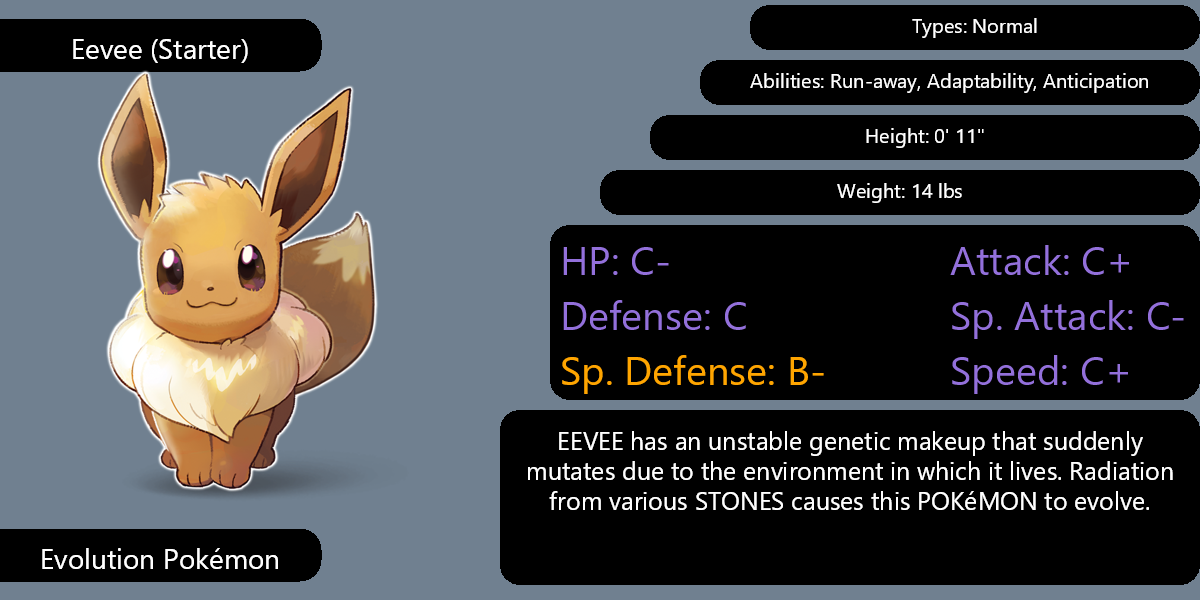 Eevee (Starter)
Types: Normal
Abilities: Run-away, Adaptability, Anticipation
Height: 0' 11"
Weight: 14 lbs
HP: C-
Attack: C+
Defense: C
Sp. Attack: C-
Sp. Defense: B-
Speed: C+
EEVEE has an unstable genetic makeup that suddenly
mutates due to the environment in which it lives. Radiation
from various STONES causes this POKéMON to evolve.
Evolution Pokémon